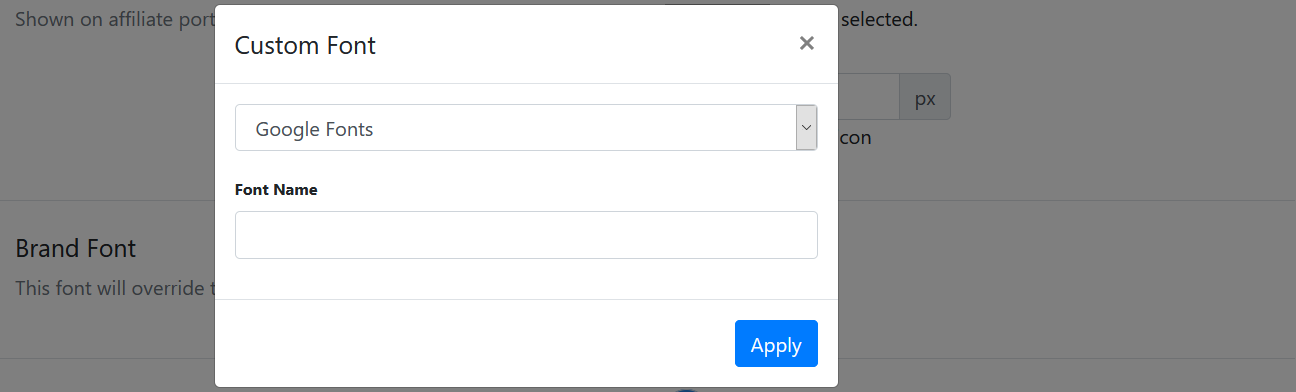 Shown on affiliate port
selected.
Custom Font
×
px
Google Fonts
con
Font Name
Brand Font
This font will override t
Apply